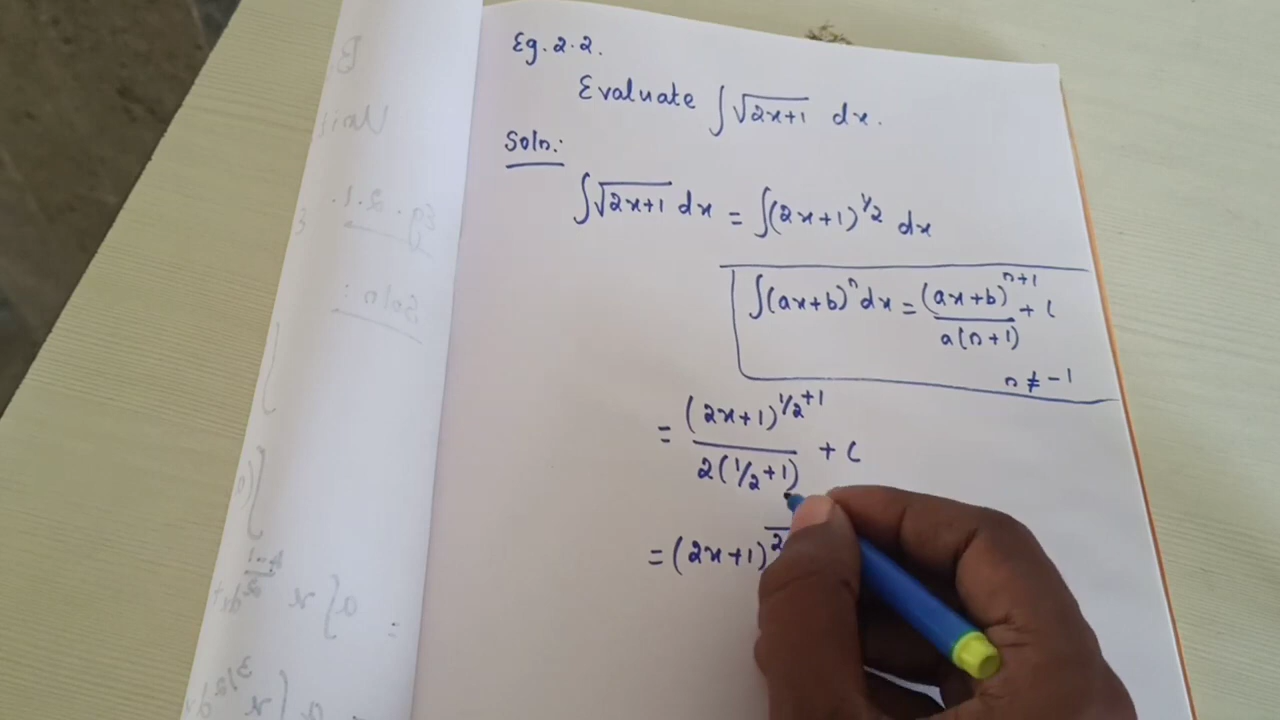 Eg. 2.2.
Evaluate ∫√(2x+1) dx.
Soln:
∫√(2x+1) dx = ∫(2x+1)^1/2 dx
∫(ax+b)^n dx = (ax+b)^n+1 / a(n+1) + c
n ≠ -1
= (2x+1)^1/2+1 / 2(1/2+1) + c
= (2x+1)